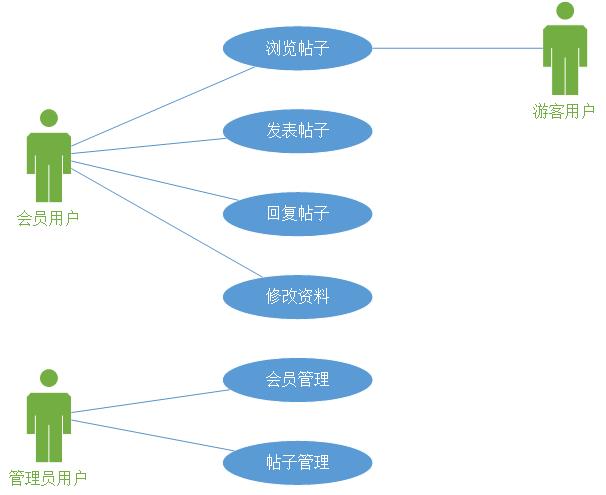 浏览帖子
游客用户
发表帖子
会员用户
回复帖子
修改资料
会员管理
管理员用户
帖子管理